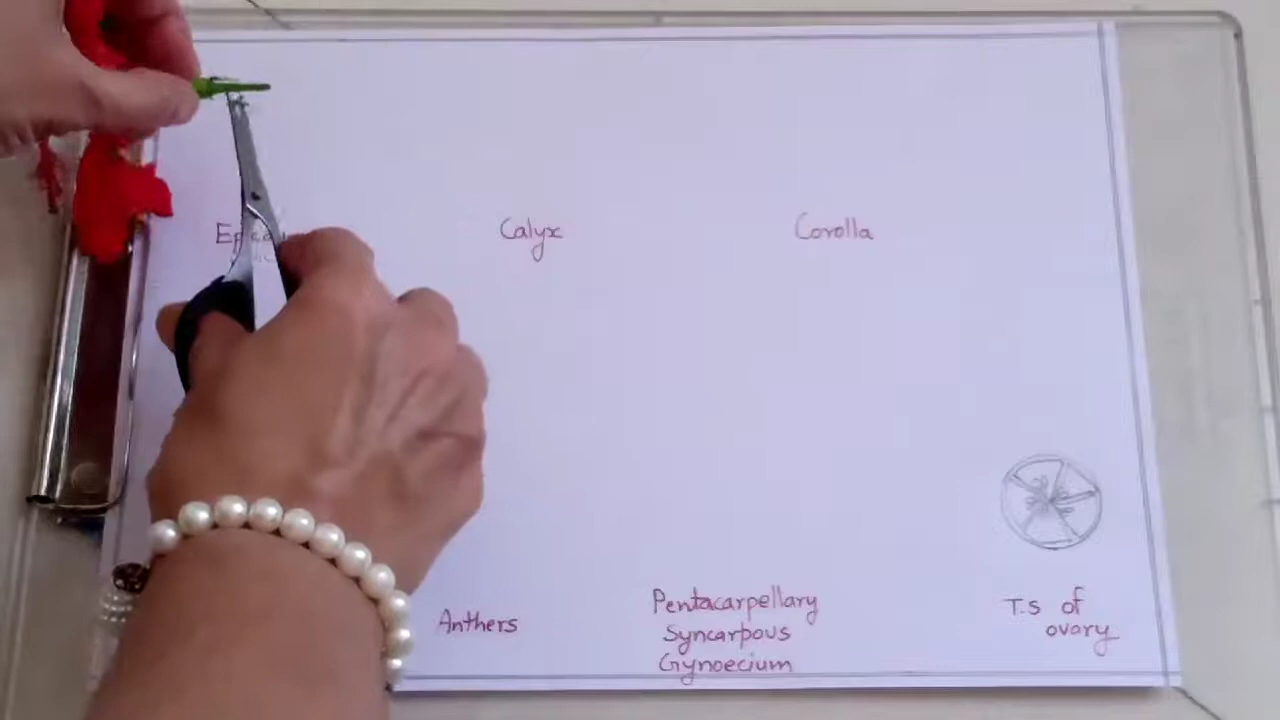 Calyx
Corolla
Anthers
Pentacarpellary
Syncarpous
Gynoecium
T.S of
ovary